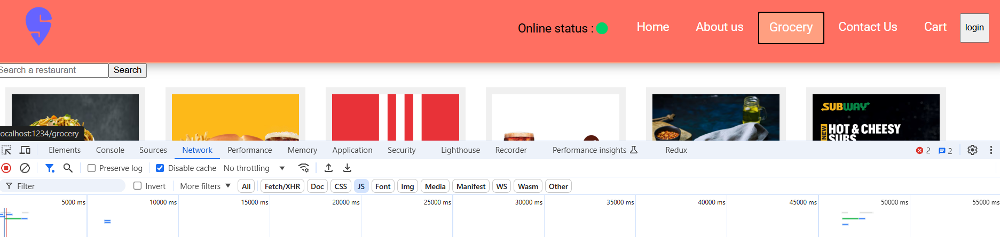 Online status :
Home
About us
Grocery
Contact Us
Cart
login
Search a restaurant
Search
SUBWAY
NEW
HOT & CHEESY
SUBS
ocalhost:1234/grocery
Elements
Console
Sources
Network
Performance
Memory
Application
Security
Lighthouse
Recorder
Performance insights
Redux
2
2
Preserve log
Disable cache
No throttling
Filter
Invert
More filters
All
Fetch/XHR
Doc
CSS
JS
Font
Img
Media
Manifest
WS
Wasm
Other
5000 ms
10000 ms
15000 ms
20000 ms
25000 ms
30000 ms
35000 ms
40000 ms
45000 ms
50000 ms
55000 ms